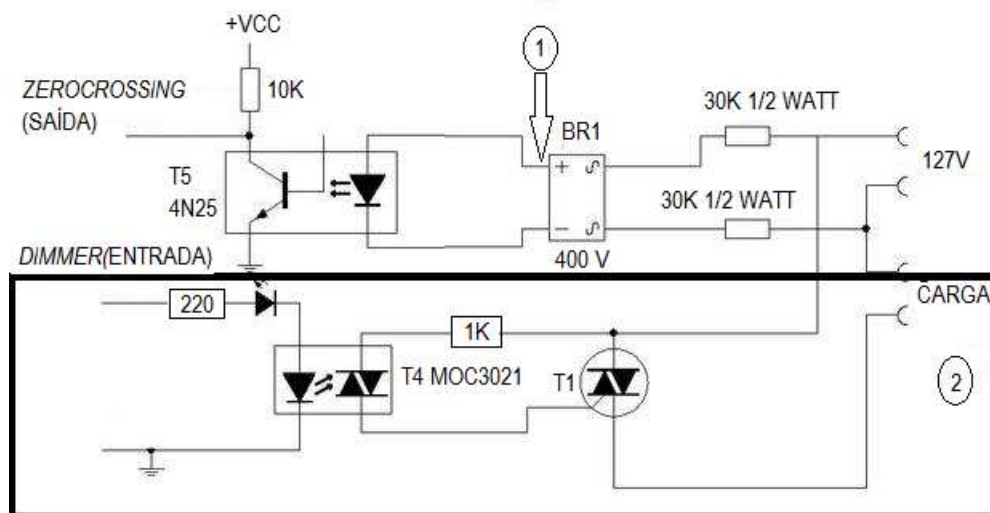 +VCC
1
ZEROCROSSING
(SAÍDA)
10K
30K 1/2 WATT
BR1
127V
T5
4N25
+
-
30K 1/2 WATT
400 V
DIMMER(ENTRADA)
CARGA
220
1K
T4 MOC3021
T1
2